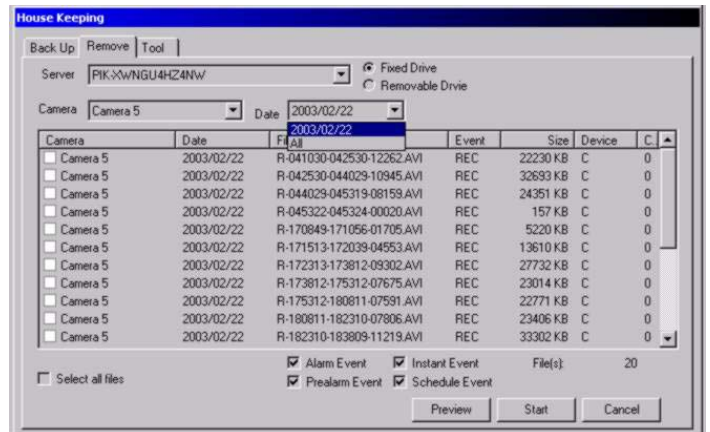 House Keeping
Back Up Remove Tool
Server PIK-XWNGU4HZ4NW Fixed Drive
Removable Drvie
Camera Camera 5 Date 2003/02/22
2003/02/22
All
Camera Date Fi Event Size Device C.
Camera 5 2003/02/22 R-041030-042530-12262.AVI REC 22230 KB C 0
Camera 5 2003/02/22 R-042530-044029-10945.AVI REC 32693 KB C 0
Camera 5 2003/02/22 R-044029-045319-08159.AVI REC 24351 KB C 0
Camera 5 2003/02/22 R-045322-045324-00020.AVI REC 157 KB C 0
Camera 5 2003/02/22 R-170849-171056-01705.AVI REC 5220 KB C 0
Camera 5 2003/02/22 R-171513-172039-04553.AVI REC 13610 KB C 0
Camera 5 2003/02/22 R-172313-173812-09302.AVI REC 27732 KB C 0
Camera 5 2003/02/22 R-173812-175312-07675.AVI REC 23014 KB C 0
Camera 5 2003/02/22 R-175312-180811-07591.AVI REC 22771 KB C 0
Camera 5 2003/02/22 R-180811-182310-07806.AVI REC 23406 KB C 0
Camera 5 2003/02/22 R-182310-183809-11219.AVI REC 33302 KB C 0
Alarm Event Instant Event File(s): 20
Select all files Prealarm Event Schedule Event
Preview Start Cancel